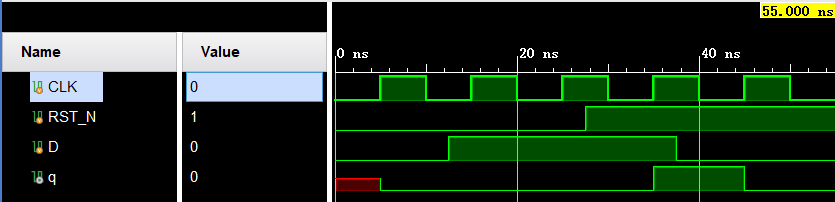 55.000 ns
Name Value
0 ns 20 ns 40 ns
CLK 0
RST_N 1
D 0
q 0